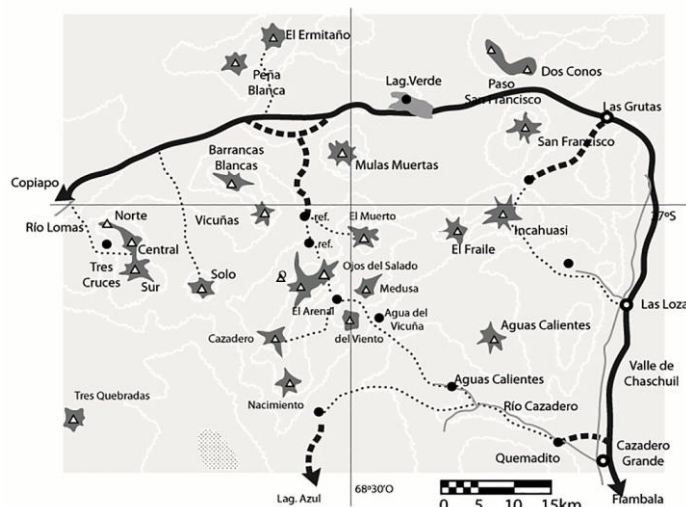 El Ermitaño
Peña
Blanca
Dos Conos
Paso
San Francisco
Lag.Verde
Las Grutas
San Francisco
Barrancas
Blancas
Mulas Muertas
Copiapo
Vicuñas
ref.
El Muerto
Norte
Río Lomas
Central
Incahuasi
El Fraile
7ºS
ref.
Tres
Cruces
Sur
Solo
Ojos del Salado
Medusa
El Arenal
Agua del
Vicuña
Las Loza
Cazadero
del Viento
Aguas Calientes
Valle de
Chaschuil
Nacimiento
Aguas Calientes
Tres Quebradas
Río Cazadero
Quemadito
Cazadero
Grande
68º30'O
Lag. Azul
0 5 10 15km
Fiambala